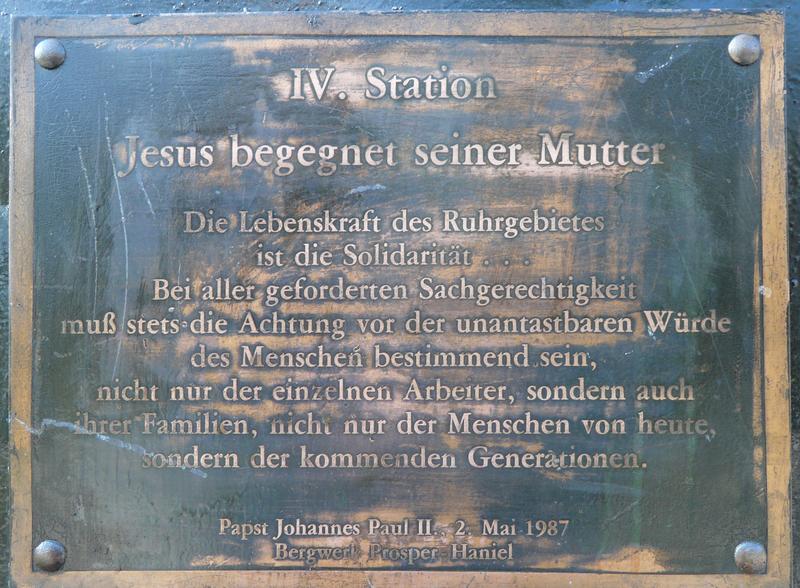 IV. Station
Jesus begegnet seiner Mutter
Die Lebenskraft des Ruhrgebietes
ist die Solidarität . . .
Bei aller geforderten Sachgerechtigkeit
muß stets die Achtung vor der unantastbaren Würde
des Menschen bestimmend sein,
nicht nur der einzelnen Arbeiter, sondern auch
ihrer Familien, nicht nur der Menschen von heute,
sondern der kommenden Generationen.
Papst Johannes Paul II., 2. Mai 1987
Bergwerk Prosper-Haniel